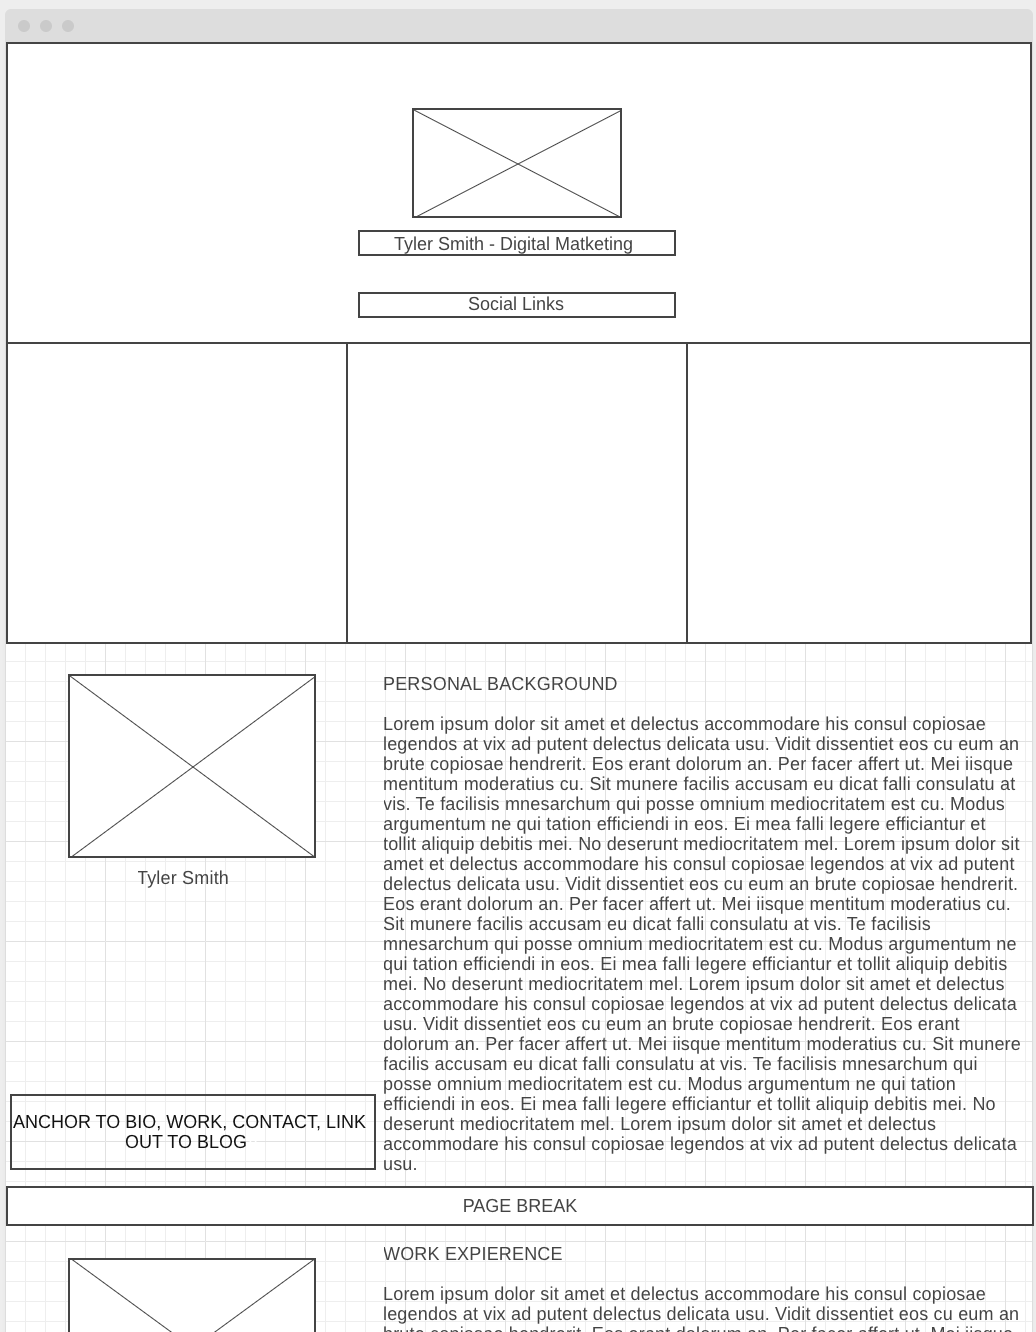 Tyler Smith - Digital Matketing
Social Links
PERSONAL BACKGROUND
Lorem ipsum dolor sit amet et delectus accommodare his consul copiosae
legendos at vix ad putent delectus delicata usu. Vidit dissentiet eos cu eum an
brute copiosae hendrerit. Eos erant dolorum an. Per facer affert ut. Mei iisque
mentitum moderatius cu. Sit munere facilis accusam eu dicat falli consulatu at
vis. Te facilisis mnesarchum qui posse omnium mediocritatem est cu. Modus
argumentum ne qui tation efficiendi in eos. Ei mea falli legere efficiantur et
tollit aliquip debitis mei. No deserunt mediocritatem mel. Lorem ipsum dolor sit
amet et delectus accommodare his consul copiosae legendos at vix ad putent
delectus delicata usu. Vidit dissentiet eos cu eum an brute copiosae hendrerit.
Eos erant dolorum an. Per facer affert ut. Mei iisque mentitum moderatius cu.
Sit munere facilis accusam eu dicat falli consulatu at vis. Te facilisis
mnesarchum qui posse omnium mediocritatem est cu. Modus argumentum ne
qui tation efficiendi in eos. Ei mea falli legere efficiantur et tollit aliquip debitis
mei. No deserunt mediocritatem mel. Lorem ipsum dolor sit amet et delectus
accommodare his consul copiosae legendos at vix ad putent delectus delicata
usu. Vidit dissentiet eos cu eum an brute copiosae hendrerit. Eos erant
dolorum an. Per facer affert ut. Mei iisque mentitum moderatius cu. Sit munere
facilis accusam eu dicat falli consulatu at vis. Te facilisis mnesarchum qui
posse omnium mediocritatem est cu. Modus argumentum ne qui tation
efficiendi in eos. Ei mea falli legere efficiantur et tollit aliquip debitis mei. No
deserunt mediocritatem mel. Lorem ipsum dolor sit amet et delectus
accommodare his consul copiosae legendos at vix ad putent delectus delicata
usu.
Tyler Smith
ANCHOR TO BIO, WORK, CONTACT, LINK
OUT TO BLOG
PAGE BREAK
WORK EXPIERENCE
Lorem ipsum dolor sit amet et delectus accommodare his consul copiosae
legendos at vix ad putent delectus delicata usu. Vidit dissentiet eos cu eum an
brute copiosae hendrerit. Eos erant dolorum an. Per facer affert ut. Mei iisque